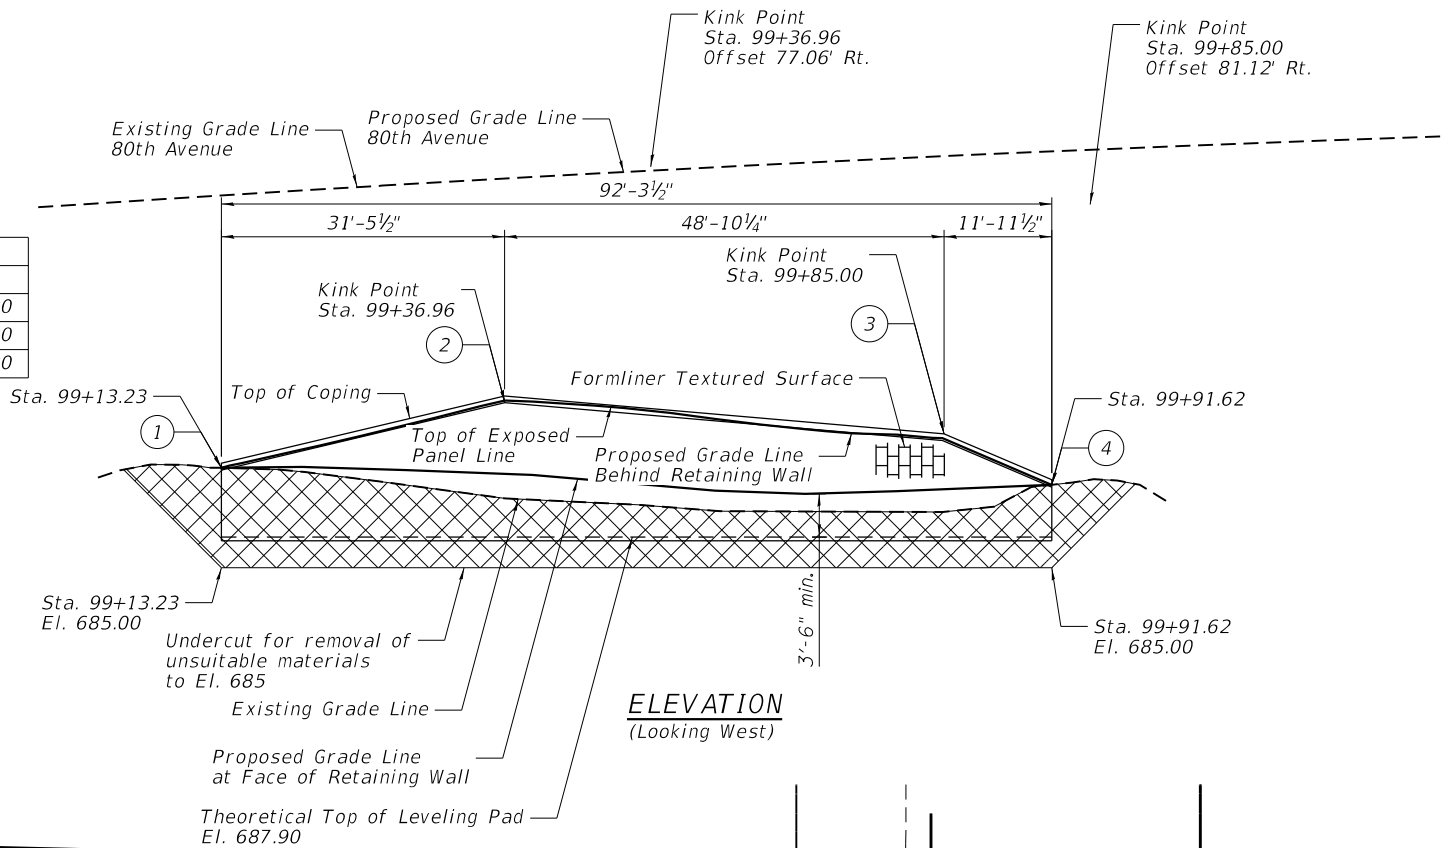 Kink Point
Sta. 99+36.96
Offset 77.06' Rt.
Kink Point
Sta. 99+85.00
Offset 81.12' Rt.
Existing Grade Line
80th Avenue
Proposed Grade Line
80th Avenue
92'-3½"
31'-5½"
48'-10¼"
11'-11½"
Kink Point
Sta. 99+36.96
2
Kink Point
Sta. 99+85.00
3
0
0
0
Sta. 99+13.23
1
Top of Coping
Formliner Textured Surface
Sta. 99+91.62
4
Top of Exposed
Panel Line
Proposed Grade Line
Behind Retaining Wall
Sta. 99+13.23
El. 685.00
Undercut for removal of
unsuitable materials
to El. 685
3'-6" min.
Sta. 99+91.62
El. 685.00
Existing Grade Line
ELEVATION
(Looking West)
Proposed Grade Line
at Face of Retaining Wall
Theoretical Top of Leveling Pad
El. 687.90